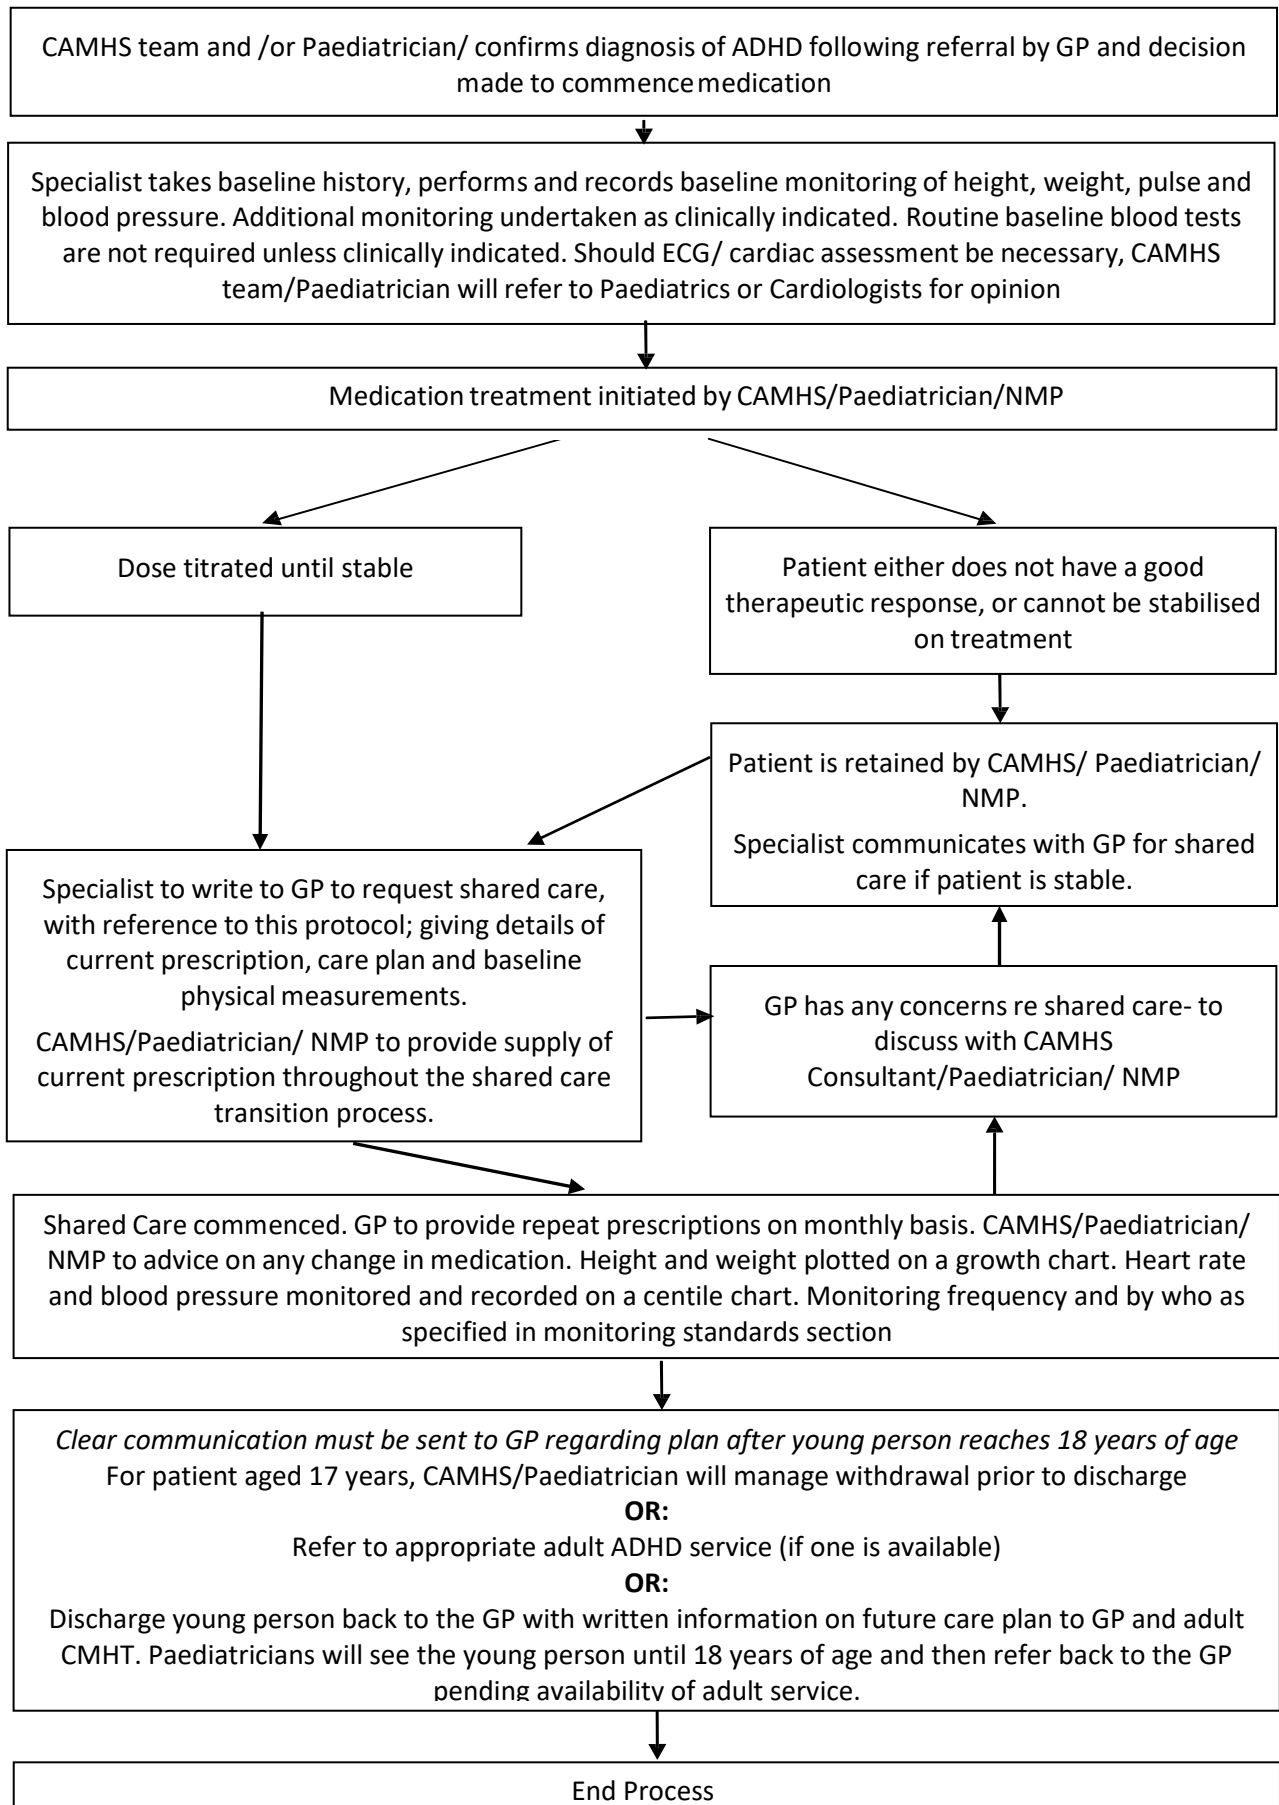 CAMHS team and /or Paediatrician/ confirms diagnosis of ADHD following referral by GP and decision
made to commence medication
Specialist takes baseline history, performs and records baseline monitoring of height, weight, pulse and
blood pressure. Additional monitoring undertaken as clinically indicated. Routine baseline blood tests
are not required unless clinically indicated. Should ECG/ cardiac assessment be necessary, CAMHS
team/Paediatrician will refer to Paediatrics or Cardiologists for opinion
Medication treatment initiated by CAMHS/Paediatrician/NMP
Dose titrated until stable
Patient either does not have a good
therapeutic response, or cannot be stabilised
on treatment
Patient is retained by CAMHS/ Paediatrician/
NMP.
Specialist communicates with GP for shared
care if patient is stable.
Specialist to write to GP to request shared care,
with reference to this protocol; giving details of
current prescription, care plan and baseline
physical measurements.
CAMHS/Paediatrician/ NMP to provide supply of
current prescription throughout the shared care
transition process.
GP has any concerns re shared care- to
discuss with CAMHS
Consultant/Paediatrician/ NMP
Shared Care commenced. GP to provide repeat prescriptions on monthly basis. CAMHS/Paediatrician/
NMP to advice on any change in medication. Height and weight plotted on a growth chart. Heart rate
and blood pressure monitored and recorded on a centile chart. Monitoring frequency and by who as
specified in monitoring standards section
Clear communication must be sent to GP regarding plan after young person reaches 18 years of age
For patient aged 17 years, CAMHS/Paediatrician will manage withdrawal prior to discharge
OR:
Refer to appropriate adult ADHD service (if one is available)
OR:
Discharge young person back to the GP with written information on future care plan to GP and adult
CMHT. Paediatricians will see the young person until 18 years of age and then refer back to the GP
pending availability of adult service.
End Process